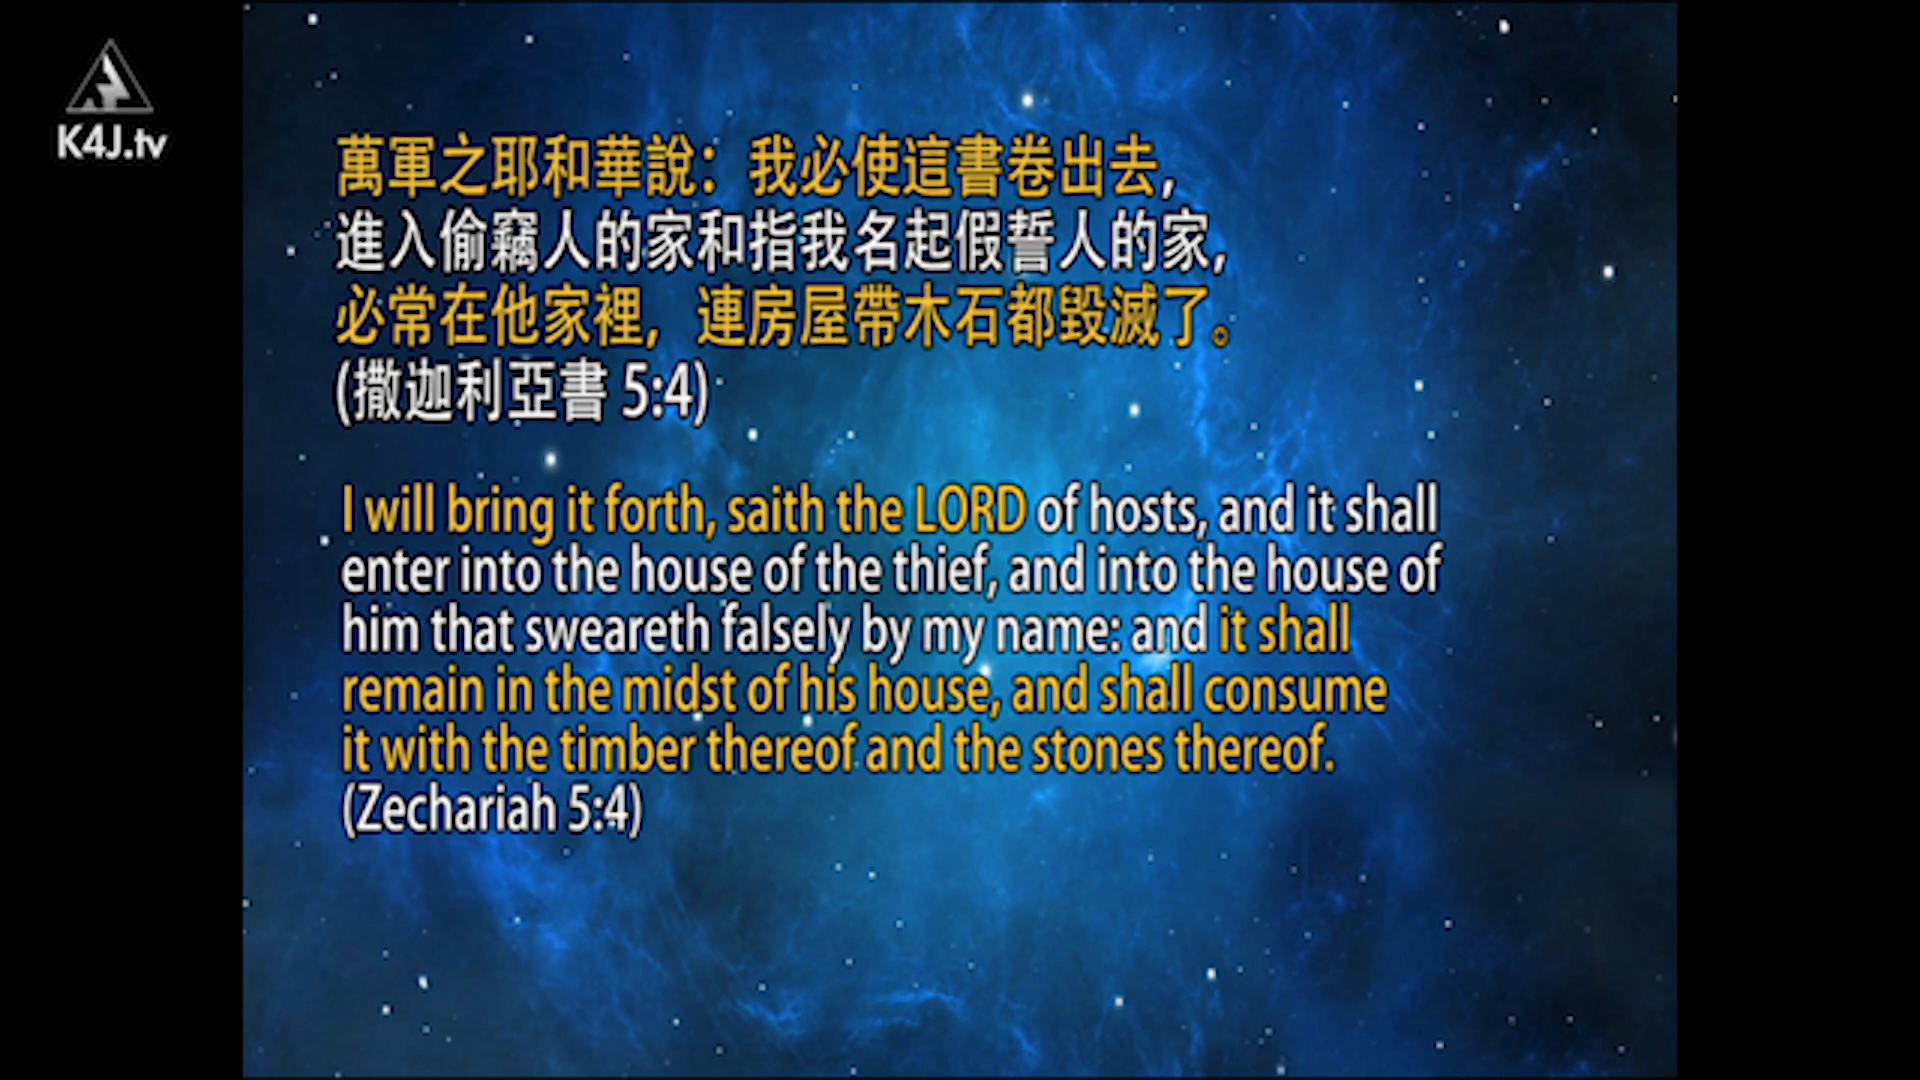 K4J.tv
萬軍之耶和華說：我必使這書卷出去，
進入偷竊人的家和指我名起假誓人的家，
必常在他家裡，連房屋帶木石都毀滅了。
(撒迦利亞書 5:4)
I will bring it forth, saith the LORD of hosts, and it shall
enter into the house of the thief, and into the house of
him that sweareth falsely by my name: and it shall
remain in the midst of his house, and shall consume
it with the timber thereof and the stones thereof.
(Zechariah 5:4)